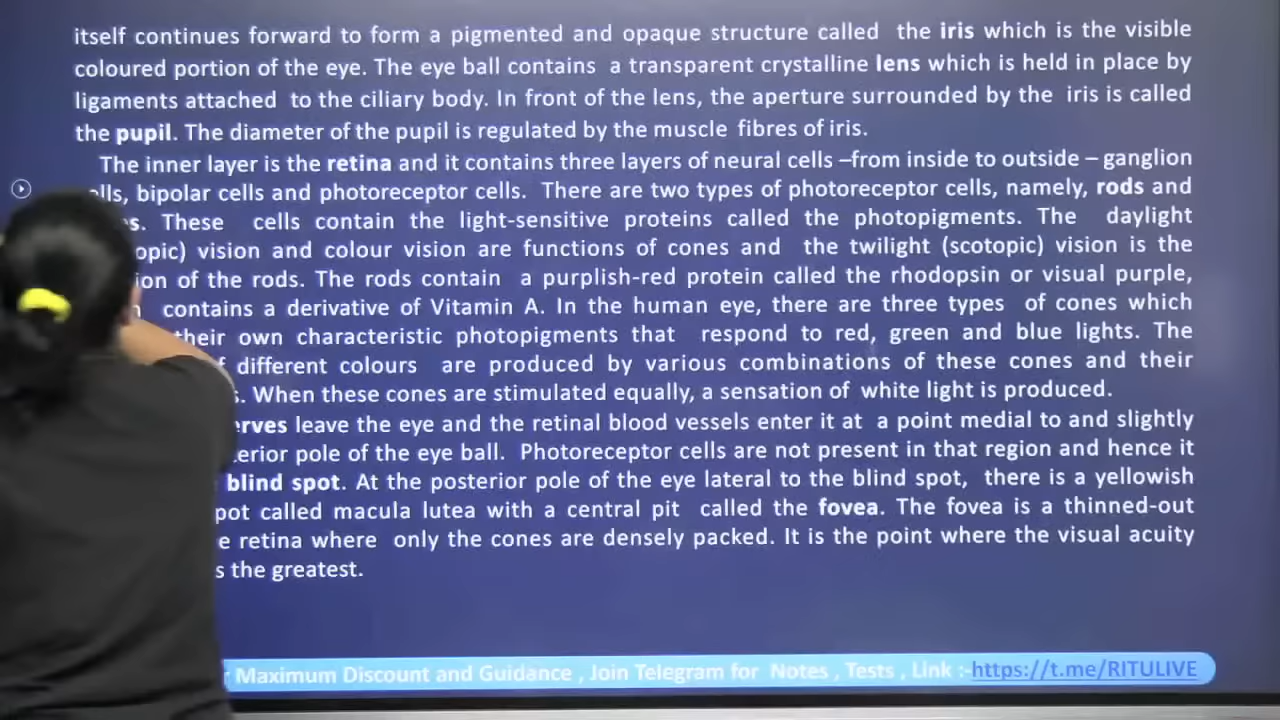 itself continues forward to form a pigmented and opaque structure called the iris which is the visible
coloured portion of the eye. The eye ball contains a transparent crystalline lens which is held in place by
ligaments attached to the ciliary body. In front of the lens, the aperture surrounded by the iris is called
the pupil. The diameter of the pupil is regulated by the muscle fibres of iris.
The inner layer is the retina and it contains three layers of neural cells –from inside to outside – ganglion
lls, bipolar cells and photoreceptor cells. There are two types of photoreceptor cells, namely, rods and
s. These cells contain the light-sensitive proteins called the photopigments. The daylight
opic) vision and colour vision are functions of cones and the twilight (scotopic) vision is the
ion of the rods. The rods contain a purplish-red protein called the rhodopsin or visual purple,
contains a derivative of Vitamin A. In the human eye, there are three types of cones which
their own characteristic photopigments that respond to red, green and blue lights. The
different colours are produced by various combinations of these cones and their
s. When these cones are stimulated equally, a sensation of white light is produced.
erves leave the eye and the retinal blood vessels enter it at a point medial to and slightly
terior pole of the eye ball. Photoreceptor cells are not present in that region and hence it
blind spot. At the posterior pole of the eye lateral to the blind spot, there is a yellowish
pot called macula lutea with a central pit called the fovea. The fovea is a thinned-out
e retina where only the cones are densely packed. It is the point where the visual acuity
s the greatest.
Maximum Discount and Guidance , Join Telegram for Notes , Tests , Link :-https://t.me/RITULIVE